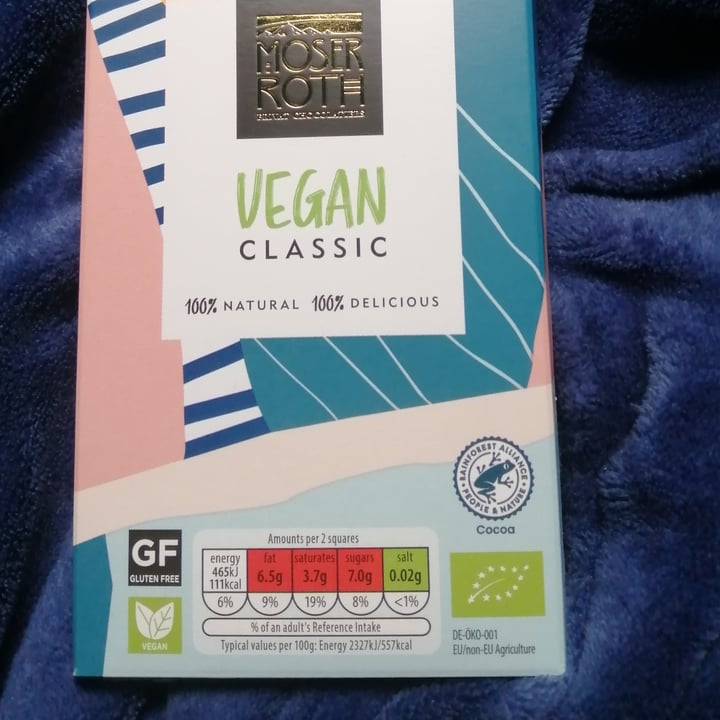 MOSER
ROTH
PRIVAT CHOCOLATIERS
VEGAN
CLASSIC
100% NATURAL 100% DELICIOUS
RAINFOREST ALLIANCE
• PEOPLE & NATURE •
Cocoa
GF
GLUTEN FREE
VEGAN
Amounts per 2 squares
energy fat saturates sugars salt
465kJ 6.5g 3.7g 7.0g 0.02g
111kcal
6% 9% 19% 8% <1%
% of an adult's Reference Intake
Typical values per 100g: Energy 2327kJ/557kcal
DE-ÖKO-001
EU/non-EU Agriculture